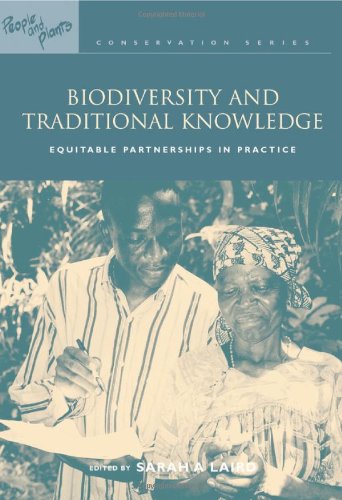 People and plants
CONSERVATION SERIES
BIODIVERSITY AND
TRADITIONAL KNOWLEDGE
EQUITABLE PARTNERSHIPS IN PRACTICE
EDITED BY SARAH A LAIRD